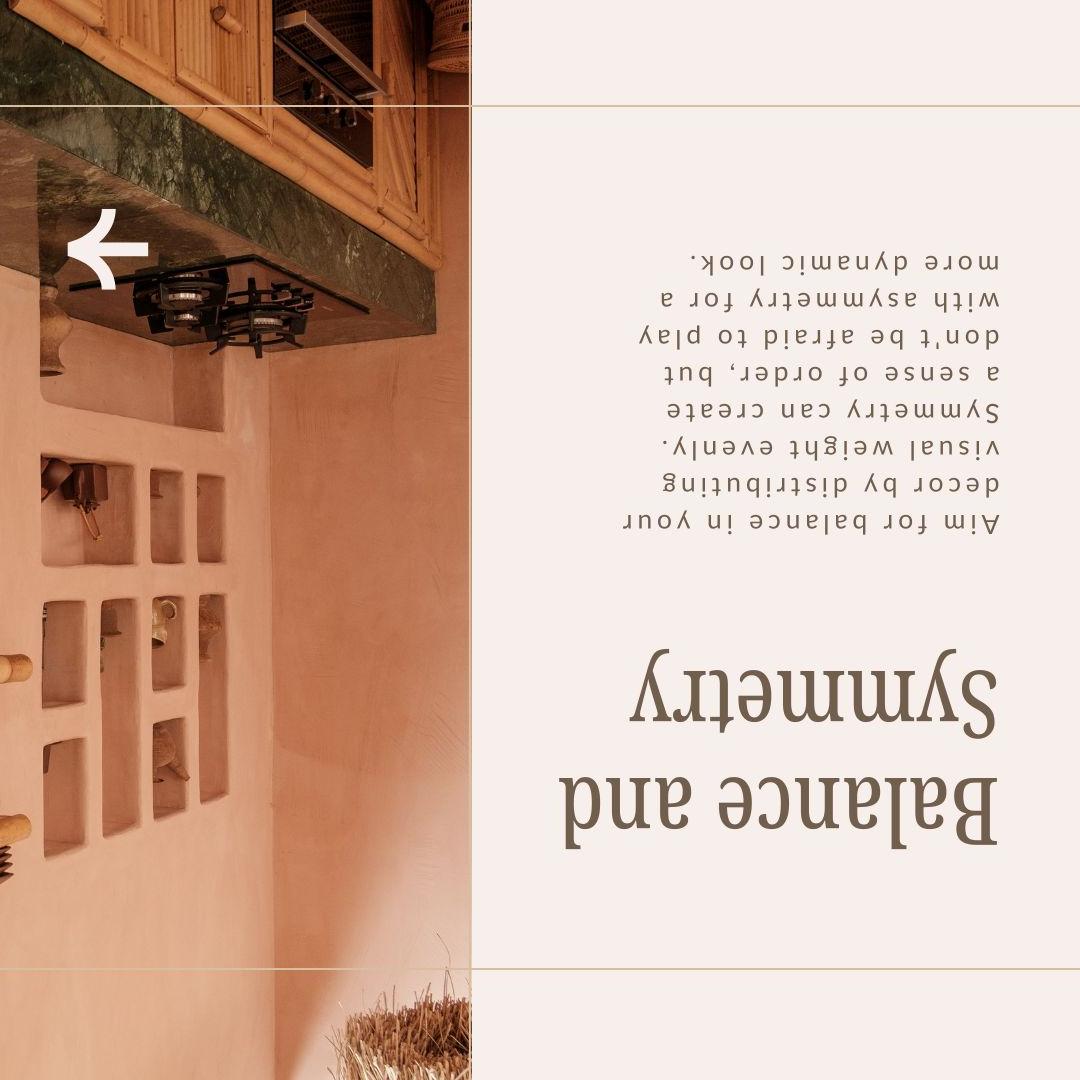 Balance and
Symmetry
Aim for balance in your
decor by distributing
visual weight evenly.
Symmetry can create
a sense of order, but
don't be afraid to play
with asymmetry for a
more dynamic look.